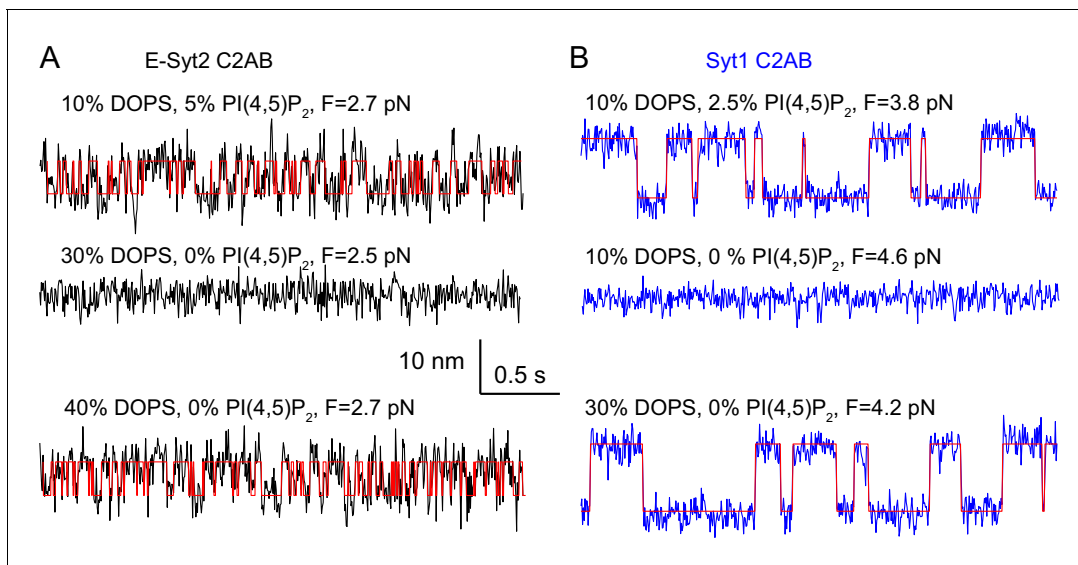 A
E-Syt2 C2AB
10% DOPS, 5% PI(4,5)P₂, F=2.7 pN
30% DOPS, 0% PI(4,5)P₂, F=2.5 pN
10 nm
0.5 s
40% DOPS, 0% PI(4,5)P₂, F=2.7 pN
B
Syt1 C2AB
10% DOPS, 2.5% PI(4,5)P₂, F=3.8 pN
10% DOPS, 0 % PI(4,5)P₂, F=4.6 pN
30% DOPS, 0% PI(4,5)P₂, F=4.2 pN